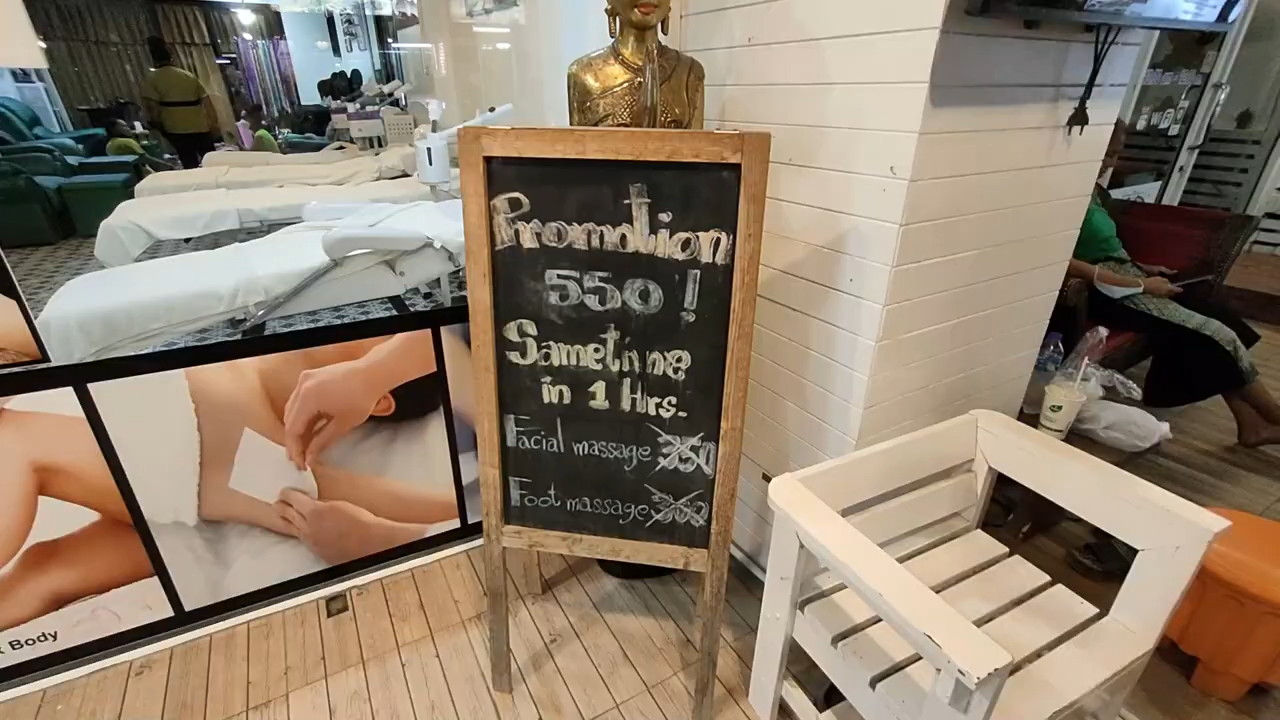 Promotion
550 !
Sametime
in 1 Hrs.
Facial massage 350
Foot massage 300
Body